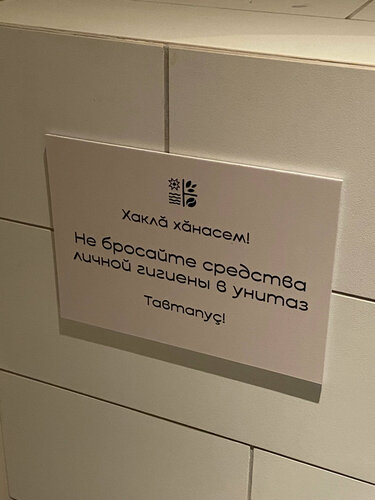 Хаклă хăнасем!
Не бросайте средства
личной гигиены в унитаз
Тавтапуç!